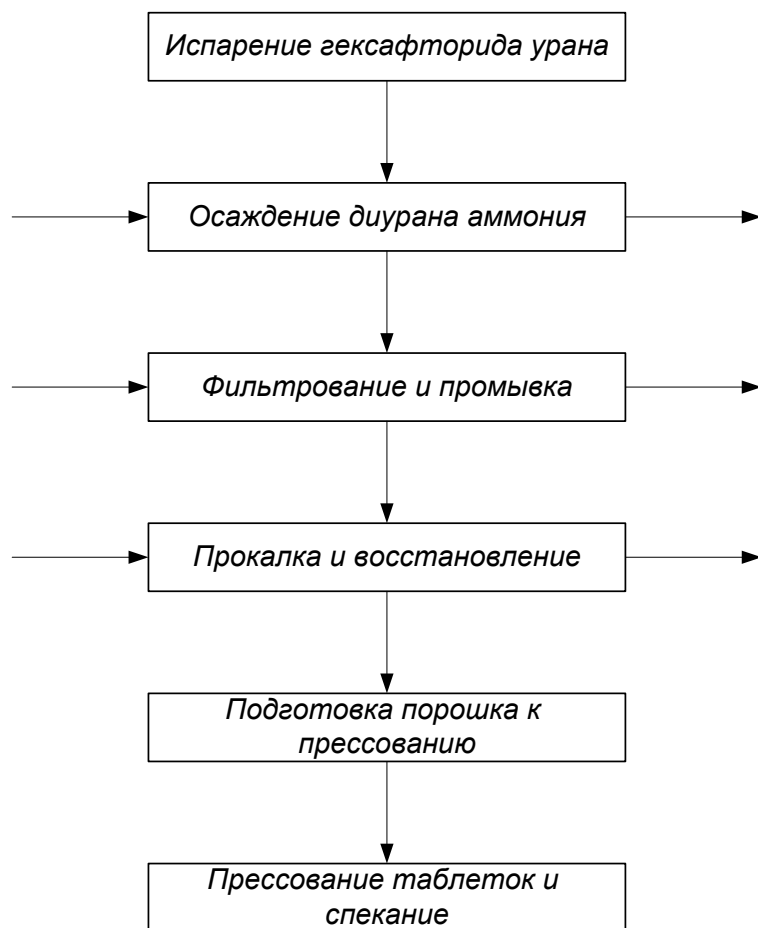 Испарение гексафторида урана
Осаждение диурана аммония
Фильтрование и промывка
Прокалка и восстановление
Подготовка порошка к
прессованию
Прессование таблеток и
спекание